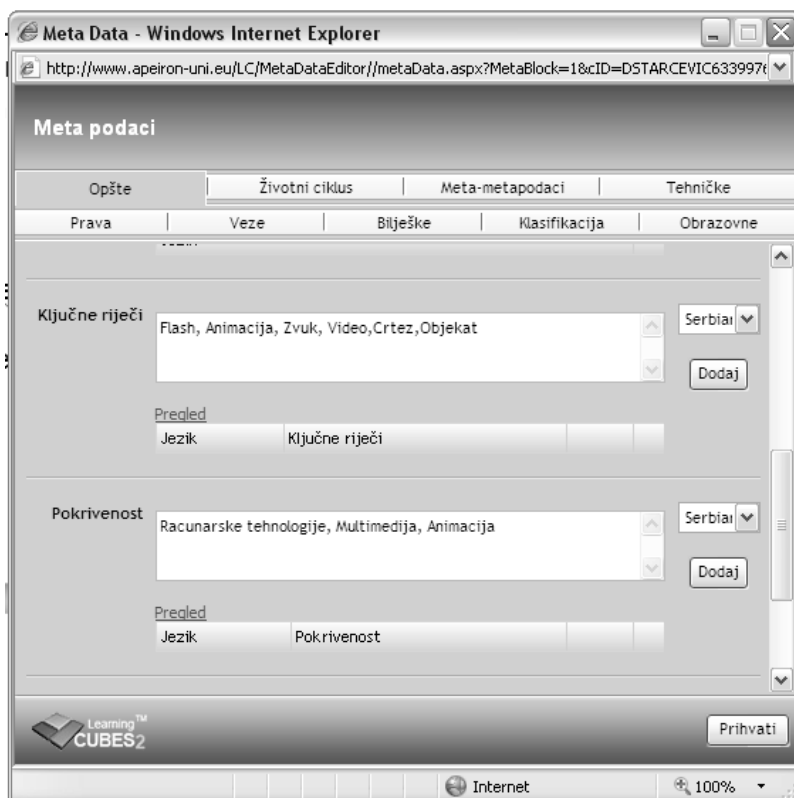 Meta Data - Windows Internet Explorer
http://www.apeiron-uni.eu/LC/MetaDataEditor//metaData.aspx?MetaBlock=1&cID=DSTARCEVIC633997
Meta podaci
Opšte Životni ciklus Meta-metapodaci Tehničke
Prava Veze Bilješke Klasifikacija Obrazovne
Ključne riječi Flash, Animacija, Zvuk, Video,Crtez,Objekat Serbian
Dodaj
Pregled
Jezik Ključne riječi
Pokrivenost Racunarske tehnologije, Multimedija, Animacija Serbian
Dodaj
Pregled
Jezik Pokrivenost
Learning™
CUBES2 Prihvati
Internet 100%